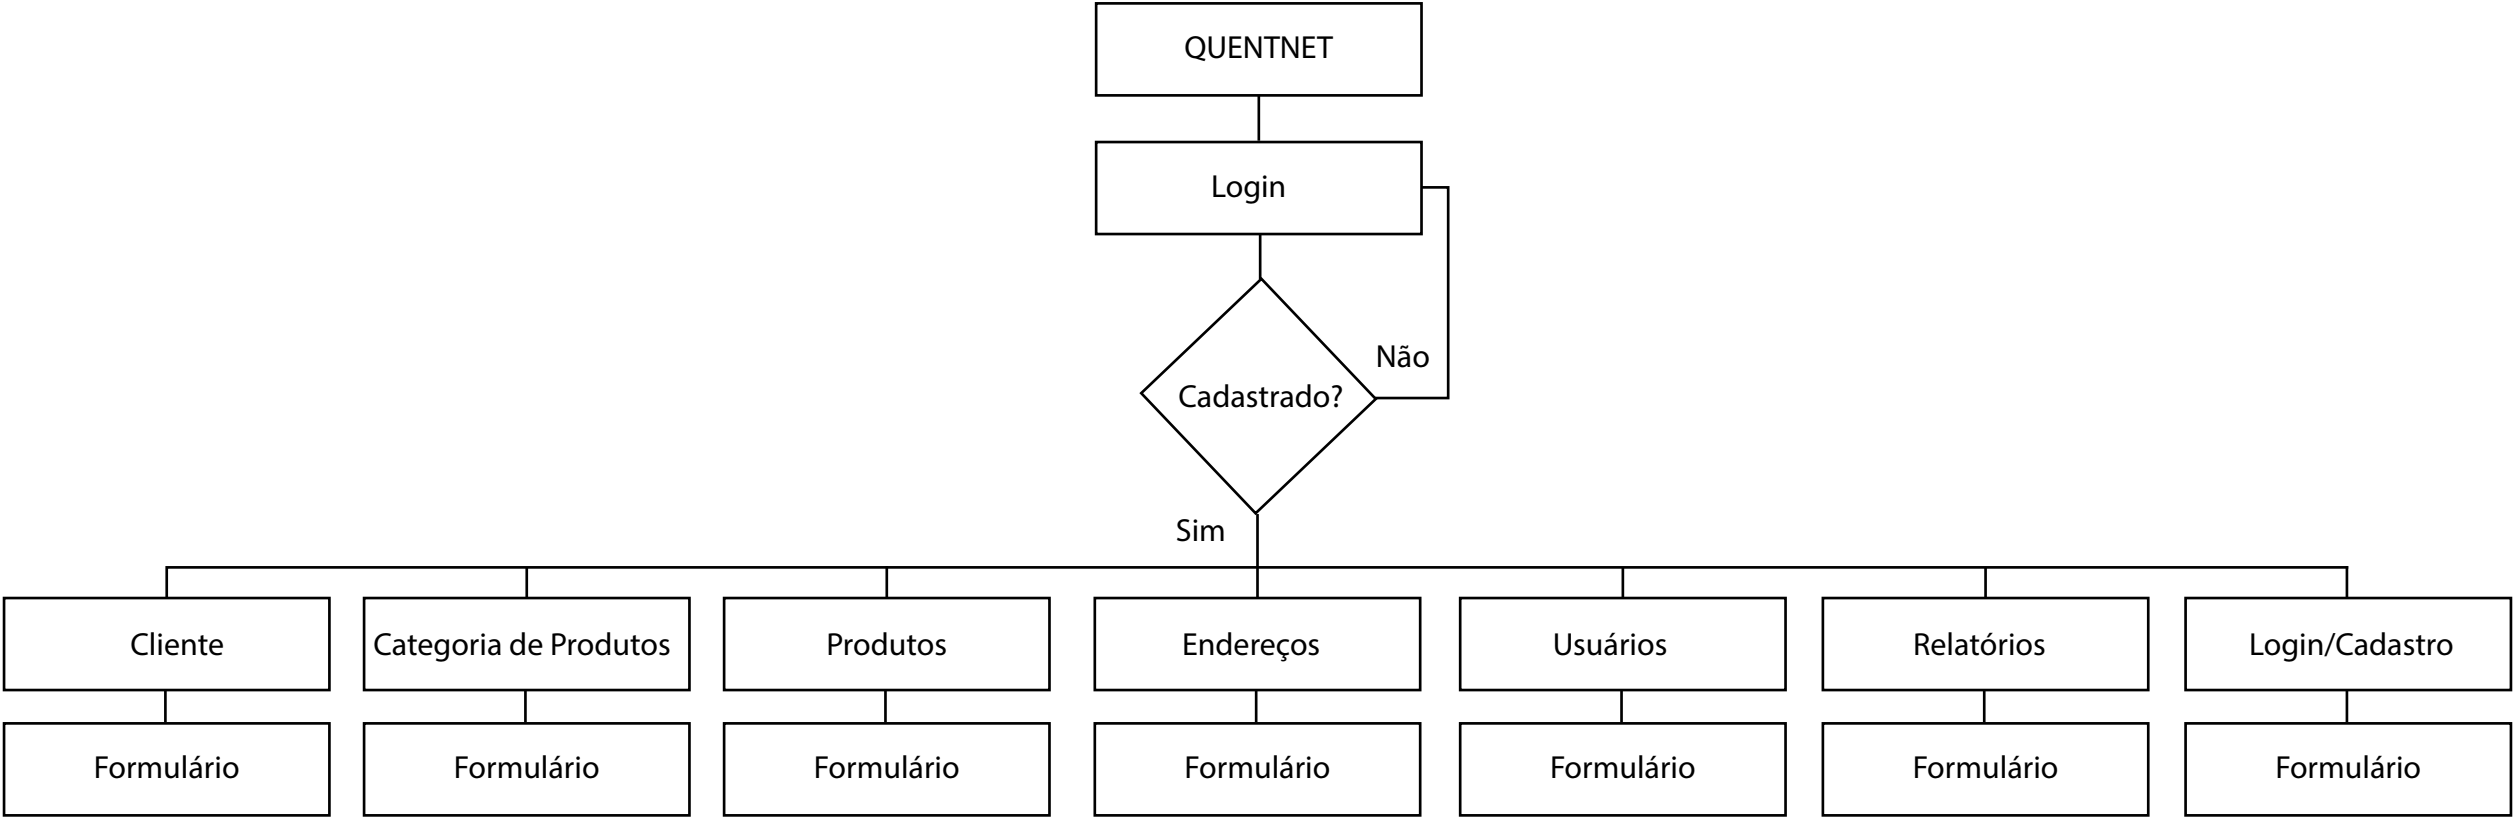 QUENTNET
Login
Não
Cadastrado?
Sim
Cliente
Categoria de Produtos
Produtos
Endereços
Usuários
Relatórios
Login/Cadastro
Formulário
Formulário
Formulário
Formulário
Formulário
Formulário
Formulário